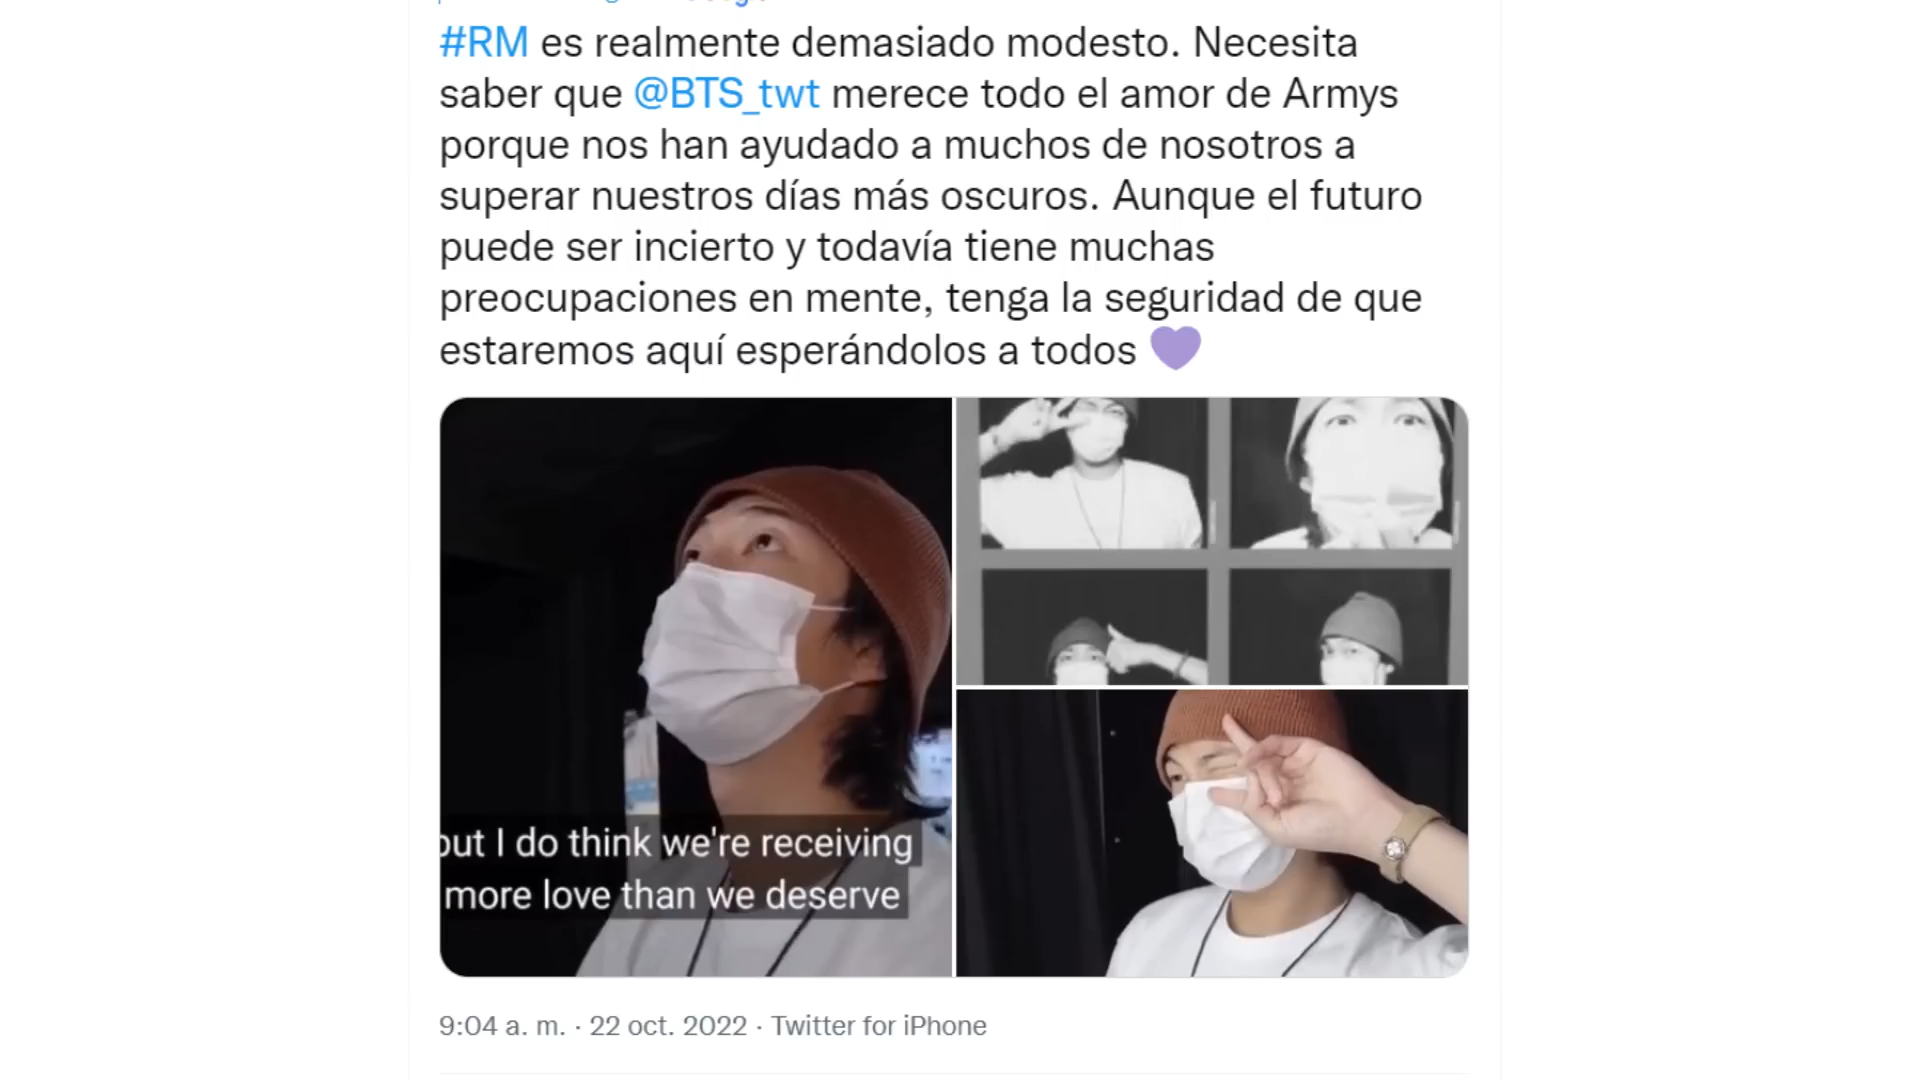 #RM es realmente demasiado modesto. Necesita
saber que @BTS_twt merece todo el amor de Armys
porque nos han ayudado a muchos de nosotros a
superar nuestros días más oscuros. Aunque el futuro
puede ser incierto y todavía tiene muchas
preocupaciones en mente, tenga la seguridad de que
estaremos aquí esperándolos a todos 💜
but I do think we're receiving
more love than we deserve
9:04 a. m. · 22 oct. 2022 · Twitter for iPhone